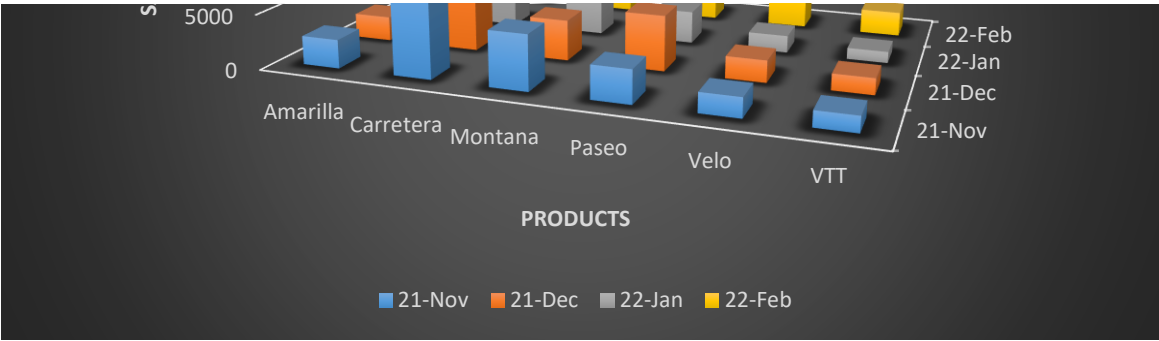 5000
0
Amarilla
Carretera
Montana
Paseo
Velo
VTT
22-Feb
22-Jan
21-Dec
21-Nov
PRODUCTS
21-Nov 21-Dec 22-Jan 22-Feb